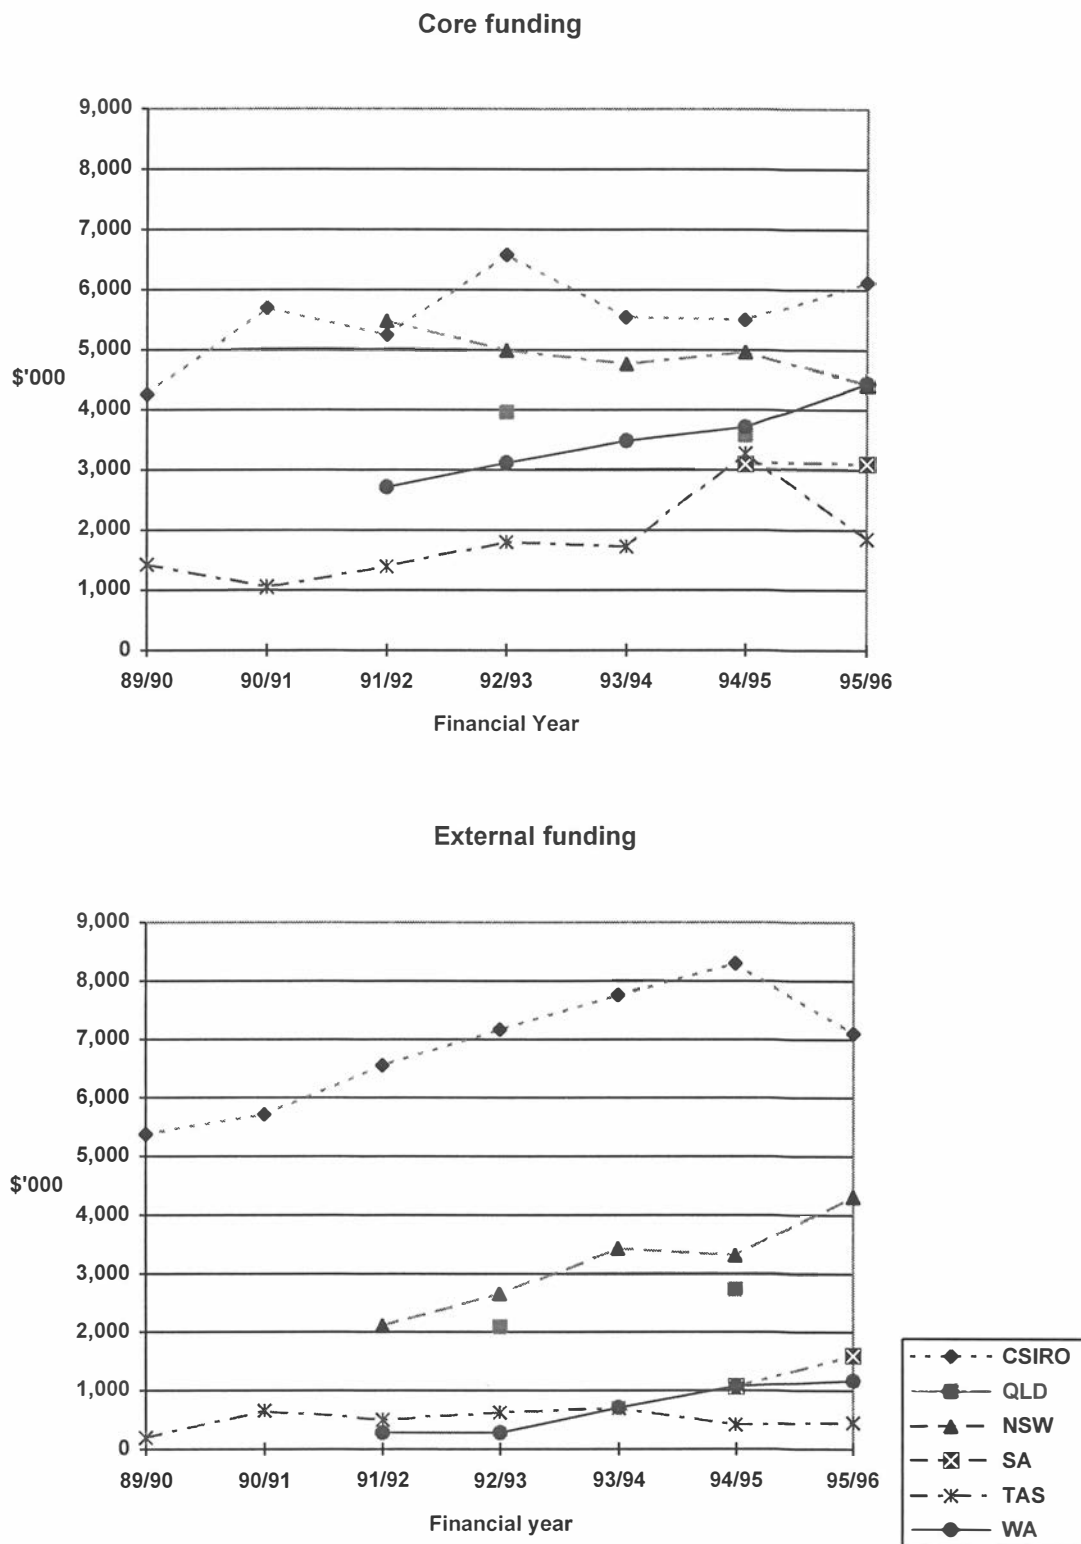 Core funding
9,000
8,000
7,000
6,000
5,000
$'000
4,000
3,000
2,000
1,000
0
89/90 90/91 91/92 92/93 93/94 94/95 95/96
Financial Year
External funding
9,000
8,000
7,000
6,000
5,000
$'000
4,000
3,000
2,000
1,000
0
89/90 90/91 91/92 92/93 93/94 94/95 95/96
Financial year
CSIRO
QLD
NSW
SA
TAS
WA